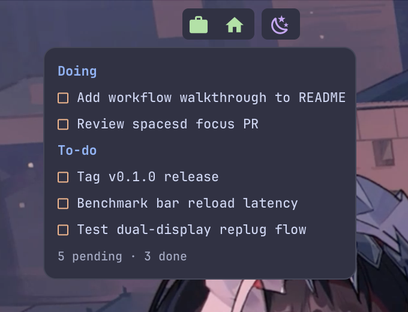 Doing
Add workflow walkthrough to README
Review spacesd focus PR
To-do
Tag v0.1.0 release
Benchmark bar reload latency
Test dual-display replug flow
5 pending · 3 done